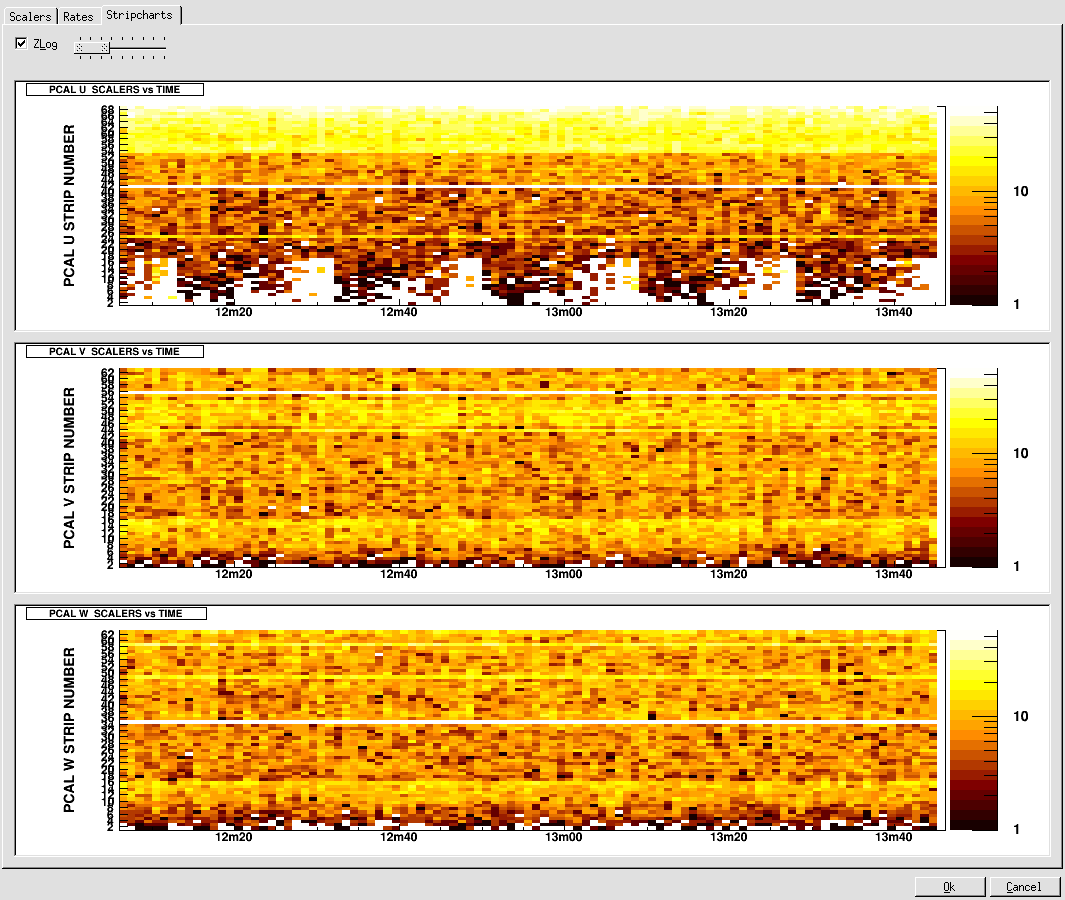 Scalers Rates Stripcharts
ZLog
PCAL U SCALERS vs TIME
PCAL U STRIP NUMBER
68 66 64 62 60 58 56 54 52 50 48 46 44 42 40 38 36 34 32 30 28 26 24 22 20 18 16 14 12 10 8 6 4 2
12m20 12m40 13m00 13m20 13m40
10
1
PCAL V SCALERS vs TIME
PCAL V STRIP NUMBER
62 60 58 56 54 52 50 48 46 44 42 40 38 36 34 32 30 28 26 24 22 20 18 16 14 12 10 8 6 4 2
12m20 12m40 13m00 13m20 13m40
10
1
PCAL W SCALERS vs TIME
PCAL W STRIP NUMBER
62 60 58 56 54 52 50 48 46 44 42 40 38 36 34 32 30 28 26 24 22 20 18 16 14 12 10 8 6 4 2
12m20 12m40 13m00 13m20 13m40
10
1
Ok Cancel